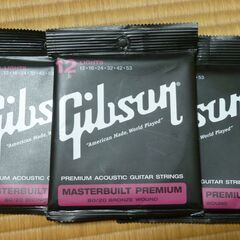 12 LIGHTS
12•16•24•32•42•53
Gibson
"American Made, World Played"
PREMIUM ACOUSTIC GUITAR STRINGS
MASTERBUILT PREMIUM
80/20 BRONZE WOUND